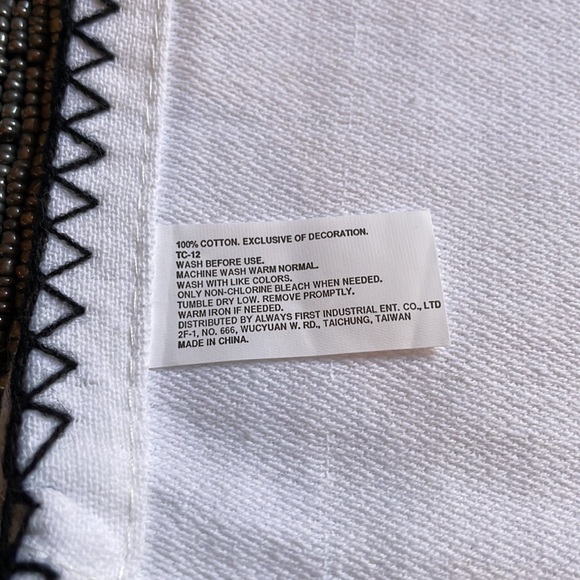 100% COTTON. EXCLUSIVE OF DECORATION.
TC-12
WASH BEFORE USE.
MACHINE WASH WARM NORMAL.
WASH WITH LIKE COLORS.
ONLY NON-CHLORINE BLEACH WHEN NEEDED.
TUMBLE DRY LOW. REMOVE PROMPTLY.
WARM IRON IF NEEDED.
DISTRIBUTED BY ALWAYS FIRST INDUSTRIAL ENT. CO., LTD
2F-1, NO. 666, WUCYUAN W. RD., TAICHUNG, TAIWAN
MADE IN CHINA.